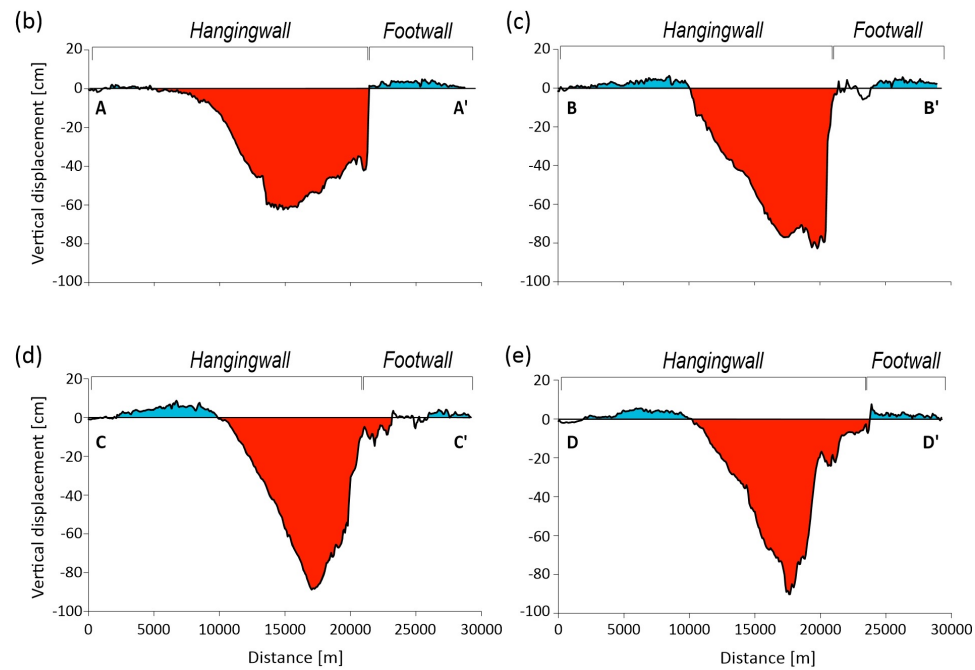 (b)
Hangingwall
Footwall
20
0
-20
-40
-60
-80
-100
Vertical displacement [cm]
A
A'
(c)
Hangingwall
Footwall
20
0
-20
-40
-60
-80
-100
B
B'
(d)
Hangingwall
Footwall
20
0
-20
-40
-60
-80
-100
Vertical displacement [cm]
C
C'
0 5000 10000 15000 20000 25000 30000
Distance [m]
(e)
Hangingwall
Footwall
20
0
-20
-40
-60
-80
-100
D
D'
0 5000 10000 15000 20000 25000 30000
Distance [m]